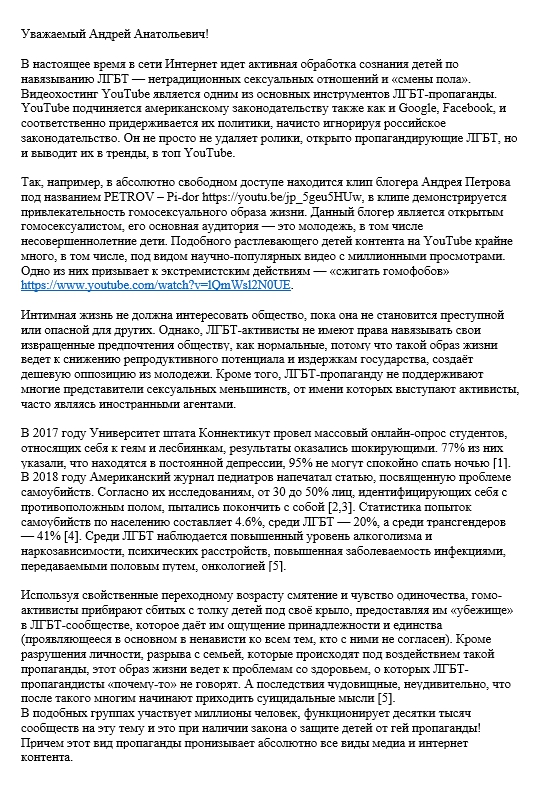 Уважаемый Андрей Анатольевич!
В настоящее время в сети Интернет идет активная обработка сознания детей по
навязыванию ЛГБТ — нетрадиционных сексуальных отношений и «смены пола».
Видеохостинг YouTube является одним из основных инструментов ЛГБТ-пропаганды.
YouTube подчиняется американскому законодательству также как и Google, Facebook, и
соответственно придерживается их политики, начисто игнорируя российское
законодательство. Он не просто не удаляет ролики, открыто пропагандирующие ЛГБТ, но
и выводит их в тренды, в топ YouTube.
Так, например, в абсолютно свободном доступе находится клип блогера Андрея Петрова
под названием PETROV – Pi-dor https://youtu.be/jp_5geu5HUw, в клипе демонстрируется
привлекательность гомосексуального образа жизни. Данный блогер является открытым
гомосексуалистом, его основная аудитория — это молодежь, в том числе
несовершеннолетние дети. Подобного растлевающего детей контента на YouTube крайне
много, в том числе, под видом научно-популярных видео с миллионными просмотрами.
Одно из них призывает к экстремистским действиям — «сжигать гомофобов»
https://www.youtube.com/watch?v=lQmWsl2N0UE.
Интимная жизнь не должна интересовать общество, пока она не становится преступной
или опасной для других. Однако, ЛГБТ-активисты не имеют права навязывать свои
извращенные предпочтения обществу, как нормальные, потому что такой образ жизни
ведет к снижению репродуктивного потенциала и издержкам государства, создаёт
дешевую оппозицию из молодежи. Кроме того, ЛГБТ-пропаганду не поддерживают
многие представители сексуальных меньшинств, от имени которых выступают активисты,
часто являясь иностранными агентами.
В 2017 году Университет штата Коннектикут провел массовый онлайн-опрос студентов,
относящих себя к геям и лесбиянкам, результаты оказались шокирующими. 77% из них
указали, что находятся в постоянной депрессии, 95% не могут спокойно спать ночью [1].
В 2018 году Американский журнал педиатров напечатал статью, посвященную проблеме
самоубийств. Согласно их исследованиям, от 30 до 50% лиц, идентифицирующих себя с
противоположным полом, пытались покончить с собой [2,3]. Статистика попыток
самоубийств по населению составляет 4.6%, среди ЛГБТ — 20%, а среди трансгендеров
— 41% [4]. Среди ЛГБТ наблюдается повышенный уровень алкоголизма и
наркозависимости, психических расстройств, повышенная заболеваемость инфекциями,
передаваемыми половым путем, онкологией [5].
Используя свойственные переходному возрасту смятение и чувство одиночества, гомо-
активисты прибирают сбитых с толку детей под своё крыло, предоставляя им «убежище»
в ЛГБТ-сообществе, которое даёт им ощущение принадлежности и единства
(проявляющееся в основном в ненависти ко всем тем, кто с ними не согласен). Кроме
разрушения личности, разрыва с семьей, которые происходят под воздействием такой
пропаганды, этот образ жизни ведет к проблемам со здоровьем, о которых ЛГБТ-
пропагандисты «почему-то» не говорят. А последствия чудовищные, неудивительно, что
после такого многим начинают приходить суицидальные мысли [5].
В подобных группах участвует миллионы человек, функционирует десятки тысяч
сообществ на эту тему и это при наличии закона о защите детей от гей пропаганды!
Причем этот вид пропаганды пронизывает абсолютно все виды медиа и интернет
контента.